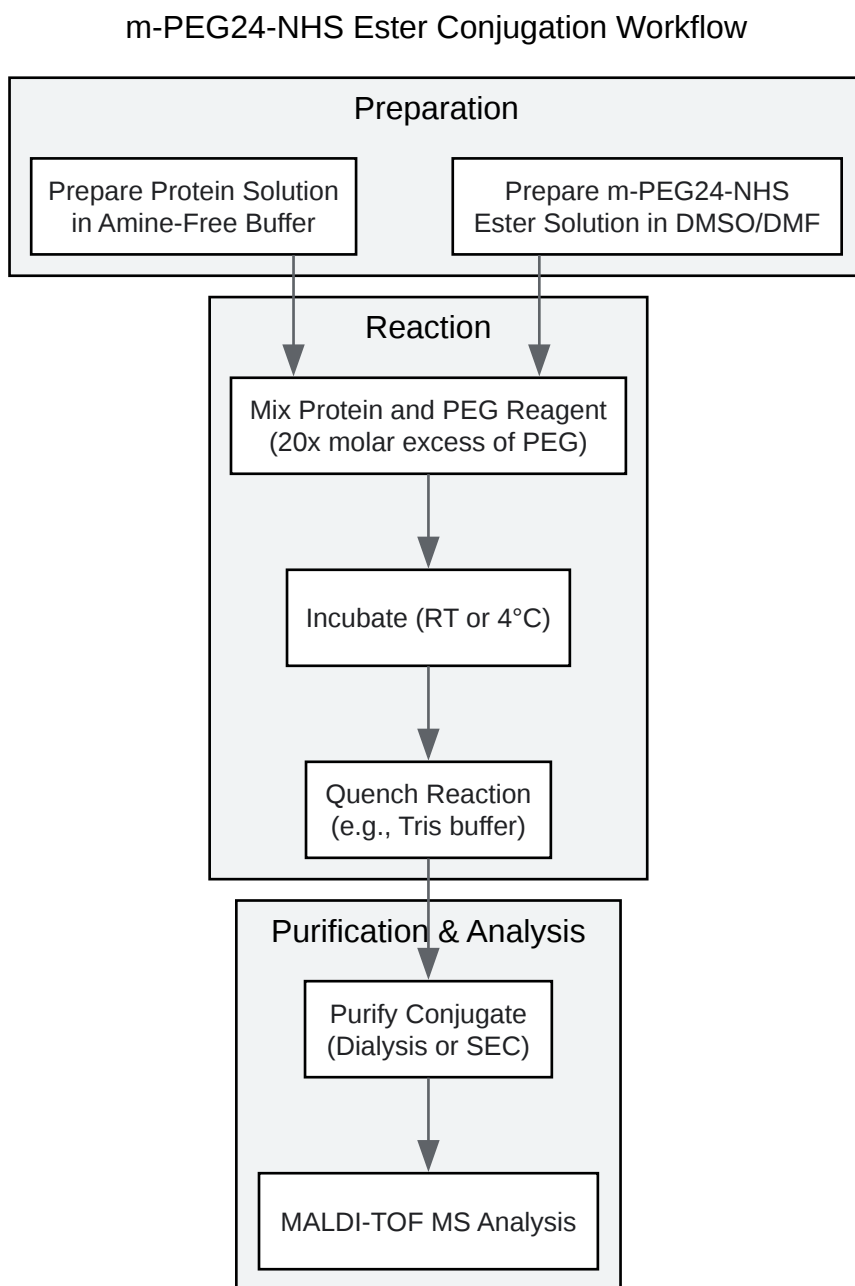 m-PEG24-NHS Ester Conjugation Workflow
Preparation
Prepare Protein Solution
in Amine-Free Buffer
Prepare m-PEG24-NHS
Ester Solution in DMSO/DMF
Reaction
Mix Protein and PEG Reagent
(20x molar excess of PEG)
Incubate (RT or 4°C)
Quench Reaction
(e.g., Tris buffer)
Purification & Analysis
Purify Conjugate
(Dialysis or SEC)
MALDI-TOF MS Analysis